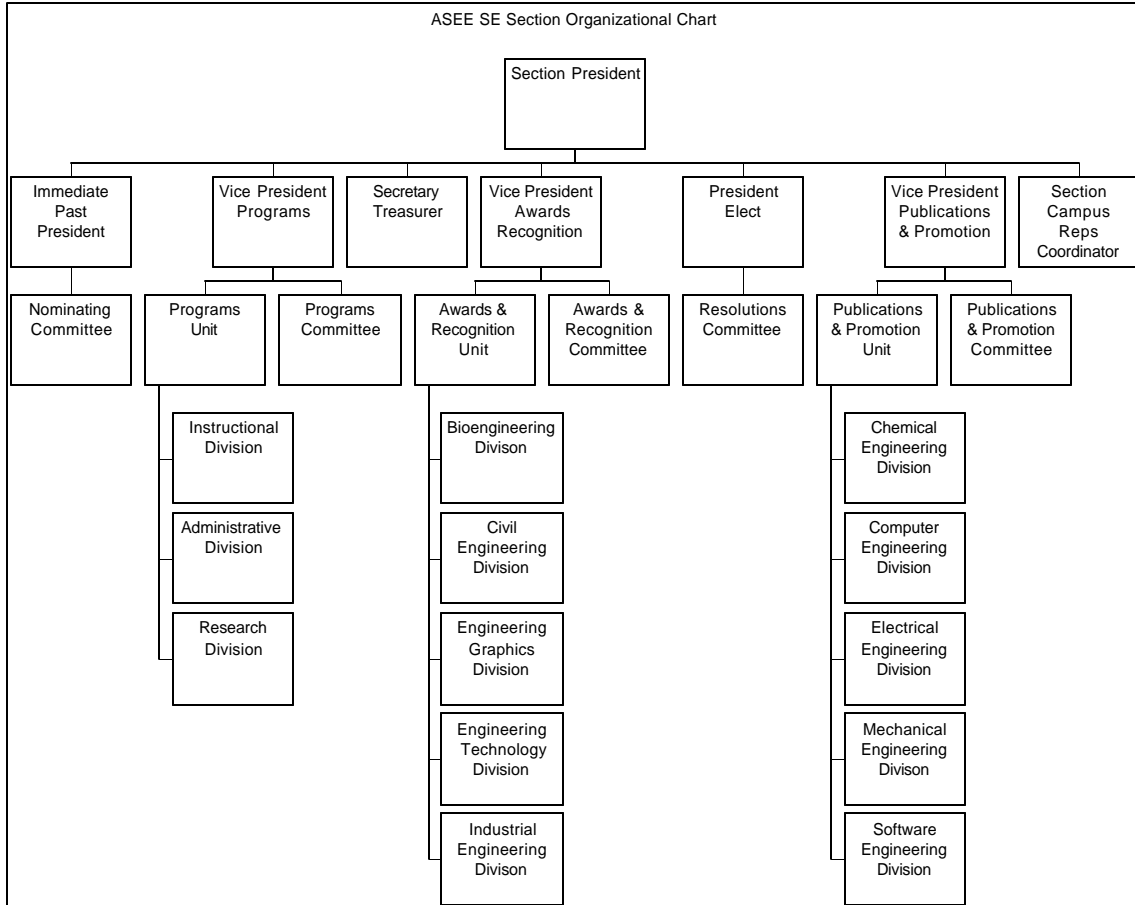 ASEE SE Section Organizational Chart
Section President
Immediate
Past
President
Vice President
Programs
Secretary
Treasurer
Vice President
Awards
Recognition
President
Elect
Vice President
Publications
& Promotion
Section
Campus
Reps
Coordinator
Nominating
Committee
Programs
Unit
Programs
Committee
Awards &
Recognition
Unit
Awards &
Recognition
Committee
Resolutions
Committee
Publications
& Promotion
Unit
Publications
& Promotion
Committee
Instructional
Division
Administrative
Division
Research
Division
Bioengineering
Divison
Civil
Engineering
Division
Engineering
Graphics
Division
Engineering
Technology
Division
Industrial
Engineering
Divison
Chemical
Engineering
Division
Computer
Engineering
Division
Electrical
Engineering
Division
Mechanical
Engineering
Divison
Software
Engineering
Division